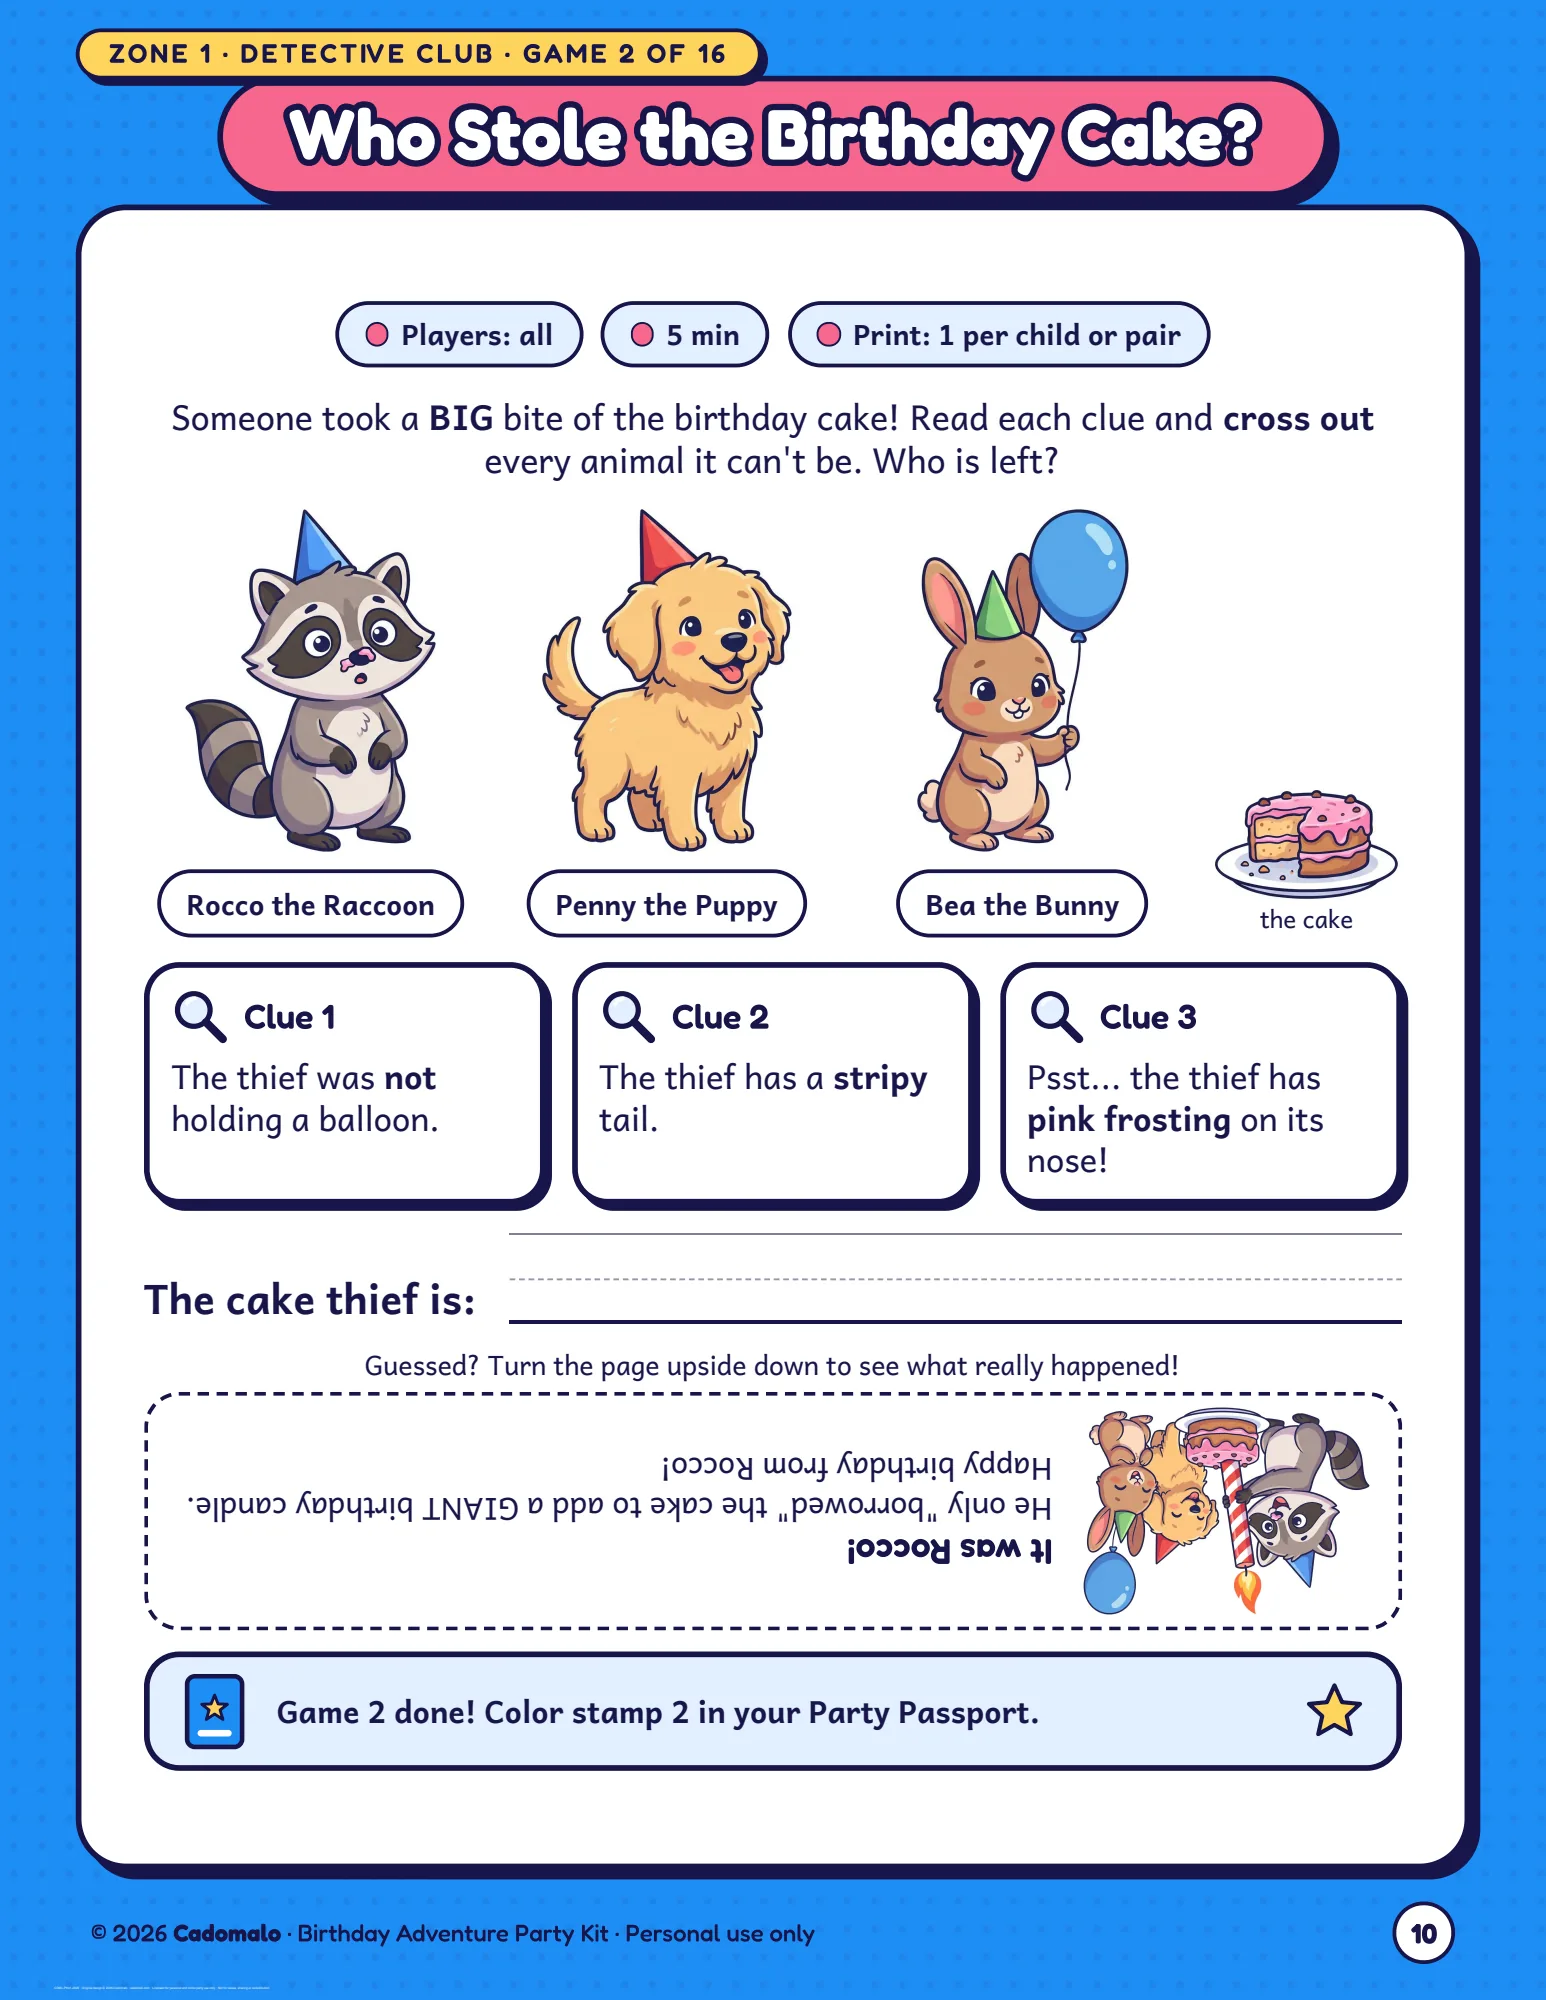 ZONE 1 · DETECTIVE CLUB · GAME 2 OF 16
Who Stole the Birthday Cake?
Players: all
5 min
Print: 1 per child or pair
Someone took a BIG bite of the birthday cake! Read each clue and cross out
every animal it can't be. Who is left?
Rocco the Raccoon
Penny the Puppy
Bea the Bunny
the cake
Clue 1
The thief was not
holding a balloon.
Clue 2
The thief has a stripy
tail.
Clue 3
Psst... the thief has
pink frosting on its
nose!
The cake thief is:
Guessed? Turn the page upside down to see what really happened!
It was Rocco!
He only "borrowed" the cake to add a GIANT birthday candle.
Happy birthday from Rocco!
Game 2 done! Color stamp 2 in your Party Passport.
© 2026 Cadomalo · Birthday Adventure Party Kit · Personal use only
10